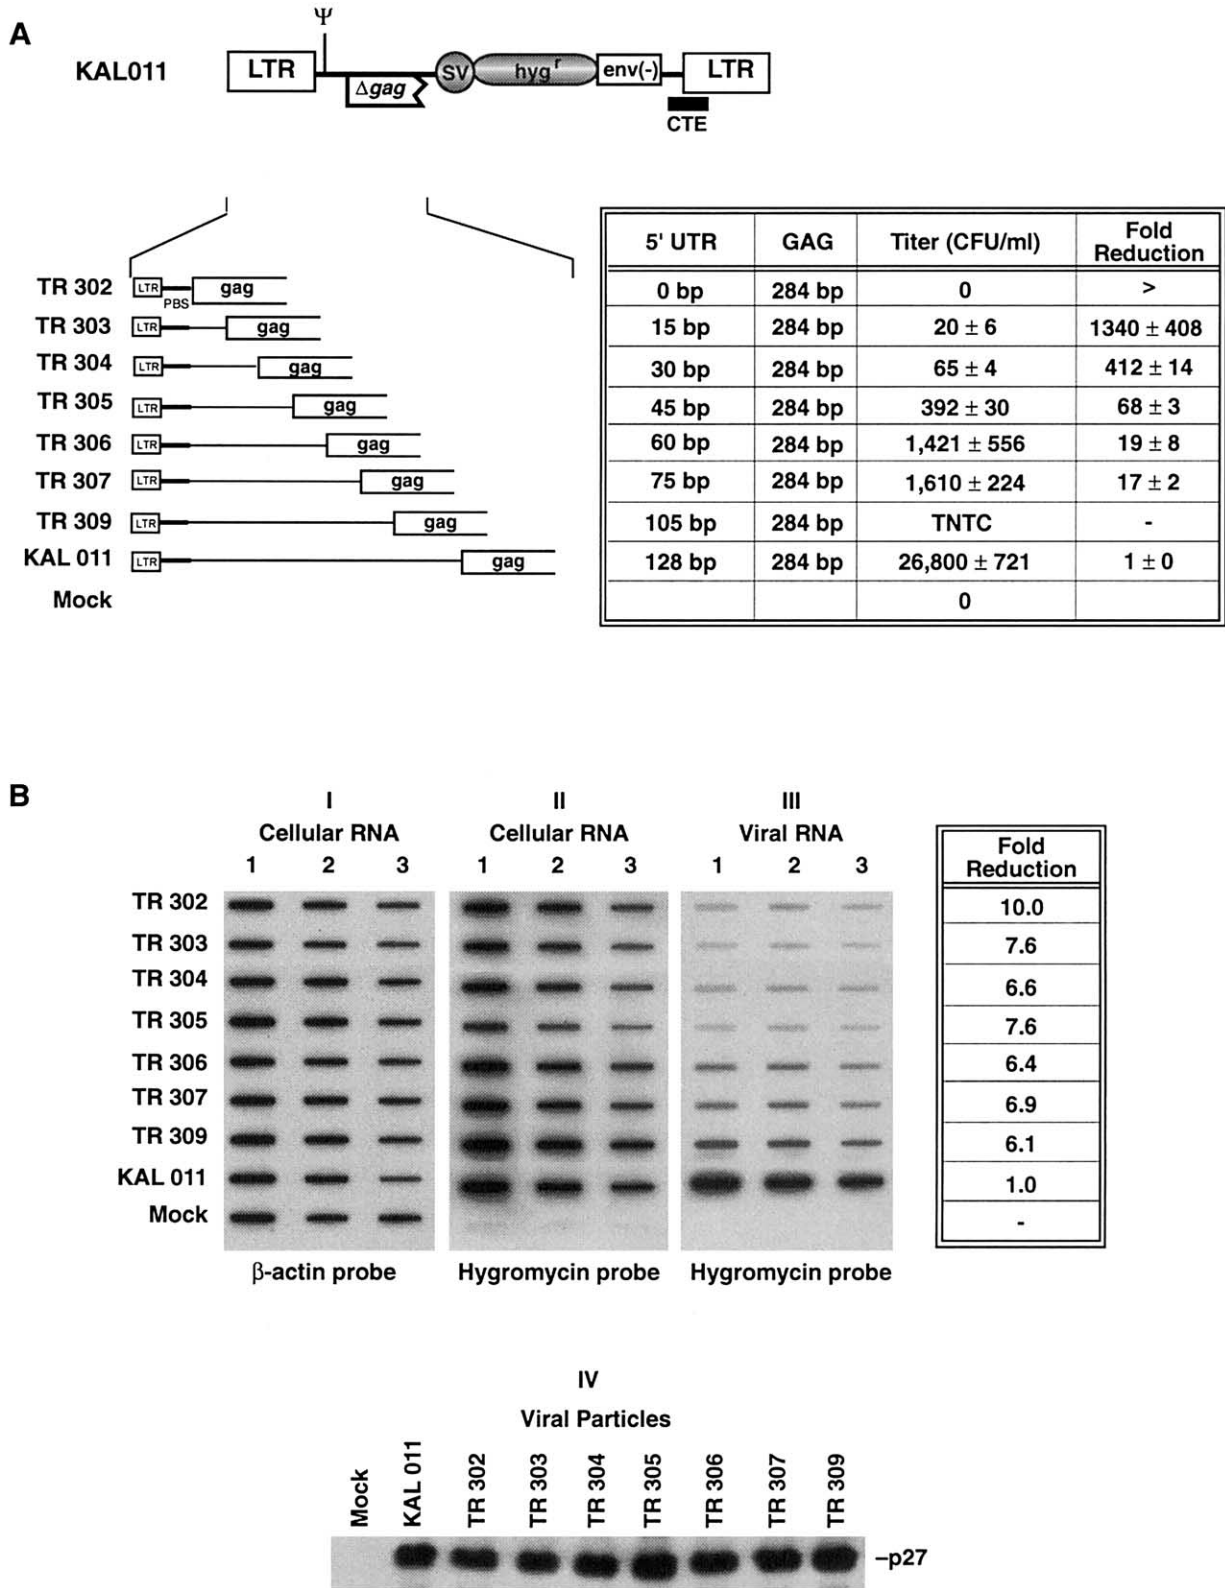 A
Ψ
KAL011
LTR
Δgag
SV
hyg r
env(-)
LTR
CTE
TR 302 LTR PBS gag
TR 303 LTR gag
TR 304 LTR gag
TR 305 LTR gag
TR 306 LTR gag
TR 307 LTR gag
TR 309 LTR gag
KAL 011 LTR gag
Mock
5' UTR GAG Titer (CFU/ml) Fold Reduction
0 bp 284 bp 0 >
15 bp 284 bp 20 ± 6 1340 ± 408
30 bp 284 bp 65 ± 4 412 ± 14
45 bp 284 bp 392 ± 30 68 ± 3
60 bp 284 bp 1,421 ± 556 19 ± 8
75 bp 284 bp 1,610 ± 224 17 ± 2
105 bp 284 bp TNTC -
128 bp 284 bp 26,800 ± 721 1 ± 0
0
B
I II III
Cellular RNA Cellular RNA Viral RNA
1 2 3 1 2 3 1 2 3
Fold
Reduction
TR 302 10.0
TR 303 7.6
TR 304 6.6
TR 305 7.6
TR 306 6.4
TR 307 6.9
TR 309 6.1
KAL 011 1.0
Mock -
β-actin probe Hygromycin probe Hygromycin probe
IV
Viral Particles
Mock KAL 011 TR 302 TR 303 TR 304 TR 305 TR 306 TR 307 TR 309
–p27